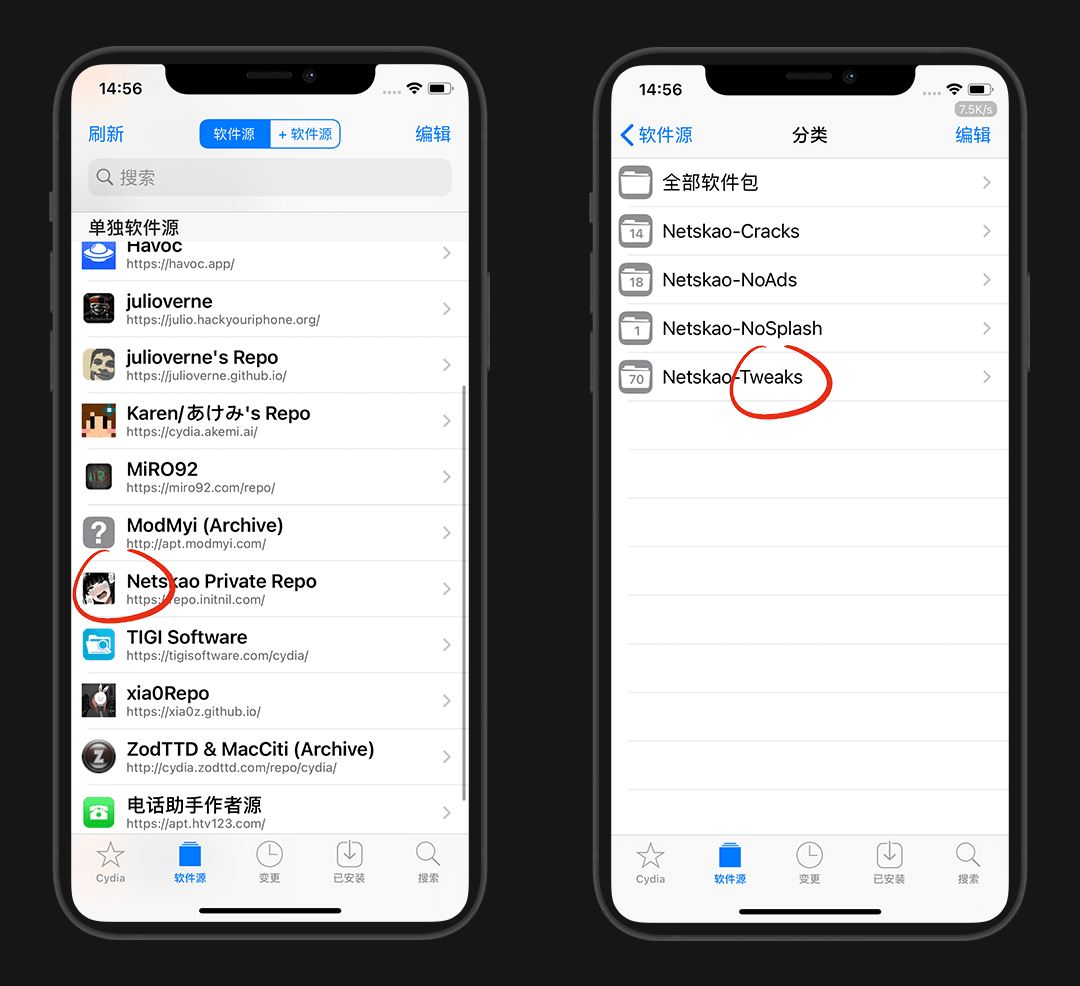 14:56
刷新
软件源
+ 软件源
编辑
搜索
单独软件源
Havoc
https://havoc.app/
julioverne
https://julio.hackyouriphone.org/
julioverne's Repo
https://julioverne.github.io/
Karen/あけみ's Repo
https://cydia.akemi.ai/
MiRO92
https://miro92.com/repo/
ModMyi (Archive)
http://apt.modmyi.com/
Netskao Private Repo
https://repo.initnil.com/
TIGI Software
https://tigisoftware.com/cydia/
xia0Repo
https://xia0z.github.io/
ZodTTD & MacCiti (Archive)
http://cydia.zodttd.com/repo/cydia/
电话助手作者源
https://apt.htv123.com/
Cydia
软件源
变更
已安装
搜索
14:56
7.5K/s
软件源
分类
编辑
全部软件包
14
Netskao-Cracks
18
Netskao-NoAds
1
Netskao-NoSplash
70
Netskao-Tweaks
Cydia
软件源
变更
已安装
搜索